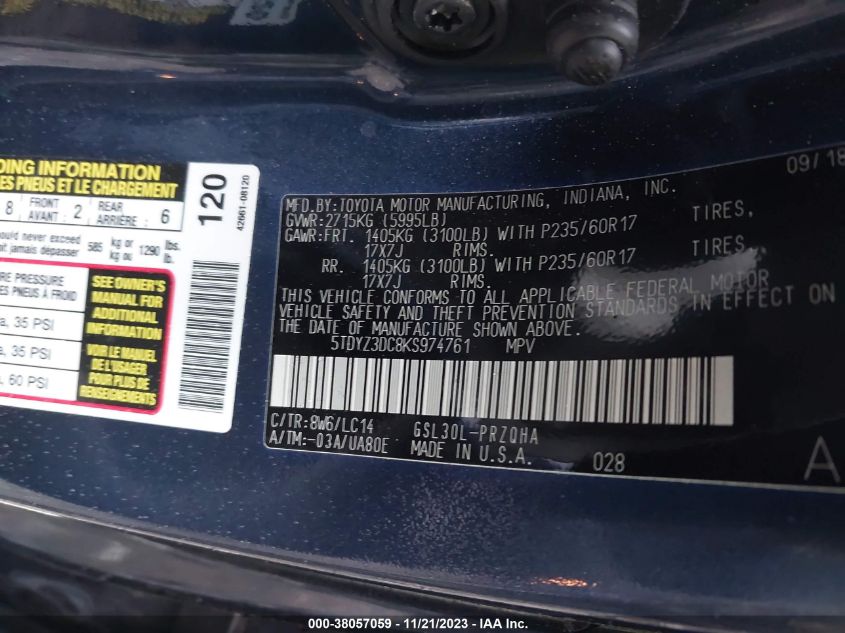 DING INFORMATION
ES PNEUS ET LE CHARGEMENT
8 FRONT AVANT : 2 REAR ARRIÈRE : 6
ould never exceed 585 kg or 1290 lbs.
it jamais dépasser kg ou lb.
RE PRESSURE
ES PNEUS À FROID
a, 35 PSI
a, 35 PSI
a, 60 PSI
SEE OWNER'S
MANUAL FOR
ADDITIONAL
INFORMATION
VOIR LE MANUEL
DE L'USAGER
POUR PLUS DE
RENSEIGNEMENTS
120
42661-08120
09/18
MFD.BY:TOYOTA MOTOR MANUFACTURING, INDIANA, INC.
GVWR:2715KG (5995LB)
GAWR:FRT. 1405KG (3100LB) WITH P235/60R17 TIRES,
17X7J RIMS.
RR. 1405KG (3100LB) WITH P235/60R17 TIRES,
17X7J RIMS.
THIS VEHICLE CONFORMS TO ALL APPLICABLE FEDERAL MOTOR
VEHICLE SAFETY AND THEFT PREVENTION STANDARDS IN EFFECT ON
THE DATE OF MANUFACTURE SHOWN ABOVE.
5TDYZ3DC8KS974761 MPV
C/TR:8W6/LC14 GSL30L-PRZQHA
A/TM:-03A/UA80E MADE IN U.S.A.
028
A
000-38057059 - 11/21/2023 - IAAI.COM